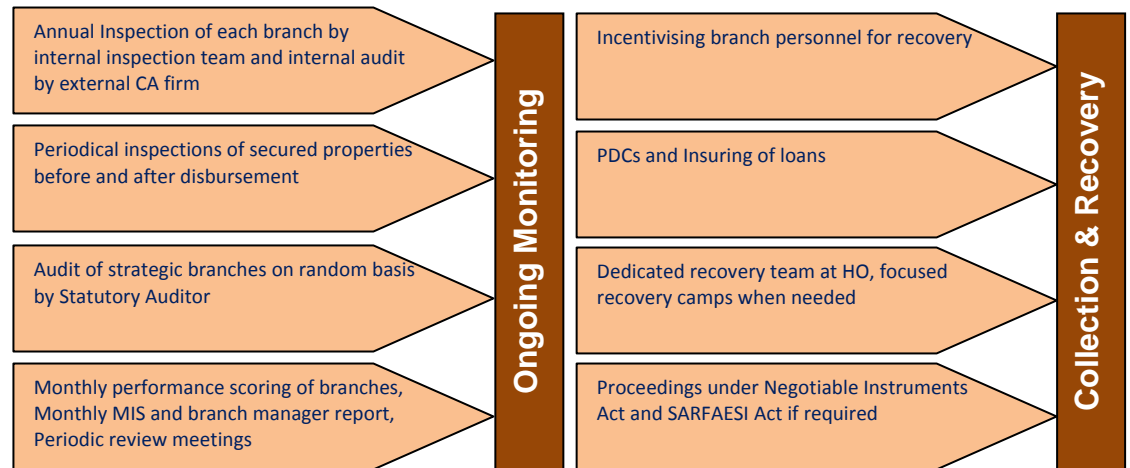 Annual Inspection of each branch by
internal inspection team and internal audit
by external CA firm
Periodical inspections of secured properties
before and after disbursement
Audit of strategic branches on random basis
by Statutory Auditor
Monthly performance scoring of branches,
Monthly MIS and branch manager report,
Periodic review meetings
Ongoing Monitoring
Incentivising branch personnel for recovery
PDCs and Insuring of loans
Dedicated recovery team at HO, focused
recovery camps when needed
Proceedings under Negotiable Instruments
Act and SARFAESI Act if required
Collection & Recovery